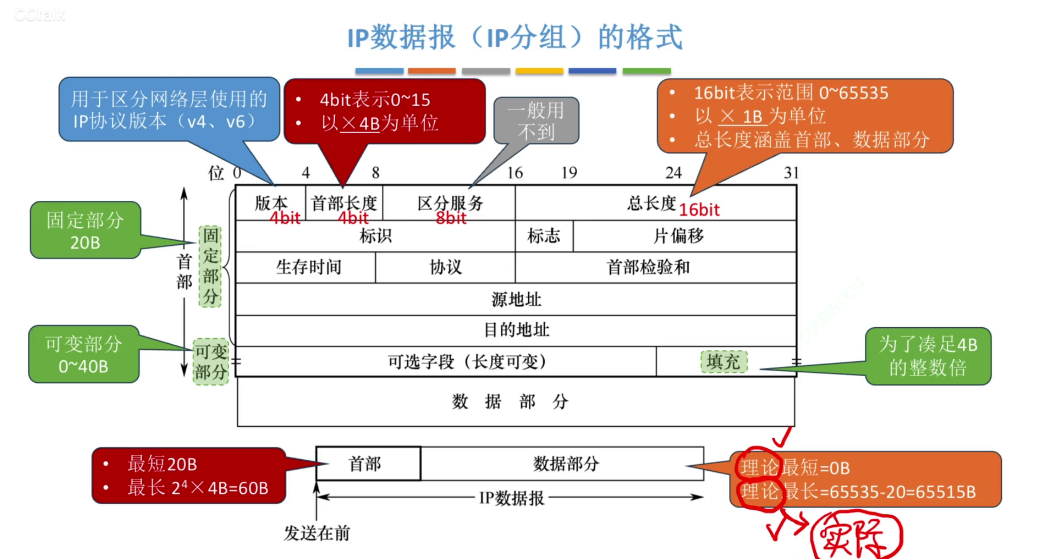 CCtalk
IP数据报（IP分组）的格式
用于区分网络层使用的
IP协议版本（v4、v6）
• 4bit表示0~15
• 以 ×4B 为单位
一般用
不到
• 16bit表示范围 0~65535
• 以 × 1B 为单位
• 总长度涵盖首部、数据部分
位 0 4 8 16 19 24 31
版本 首部长度 区分服务 总长度
4bit 4bit 8bit 16bit
固定部分
20B
首部
固定部分
标识 标志 片偏移
生存时间 协议 首部检验和
源地址
目的地址
可变部分
0~40B
可变
部分
可选字段（长度可变） 填充
为了凑足4B
的整数倍
数 据 部 分
• 最短20B
• 最长 2⁴×4B=60B
首部 数据部分
理论最短=0B
理论最长=65535-20=65515B
IP数据报
发送在前
实际